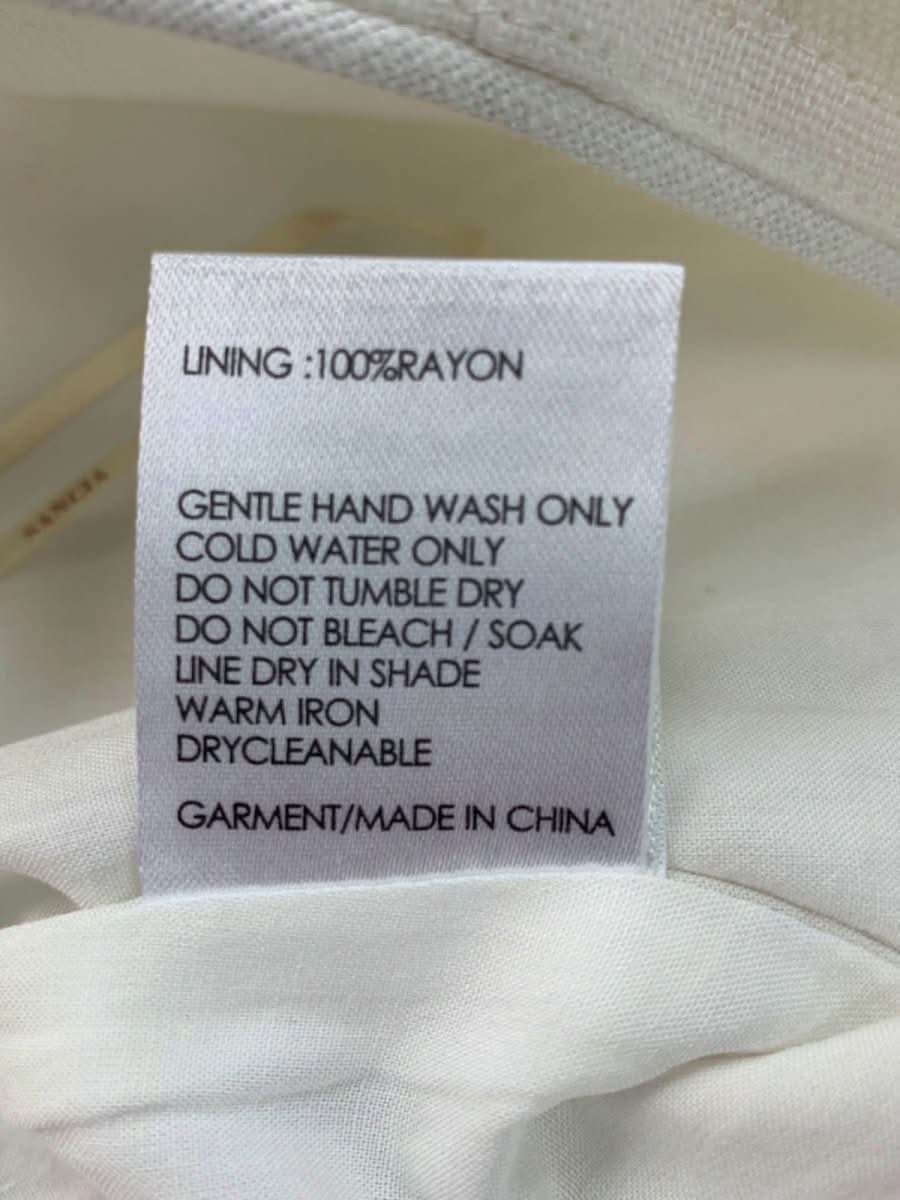 LINING :100%RAYON
GENTLE HAND WASH ONLY
COLD WATER ONLY
DO NOT TUMBLE DRY
DO NOT BLEACH / SOAK
LINE DRY IN SHADE
WARM IRON
DRYCLEANABLE
GARMENT/MADE IN CHINA